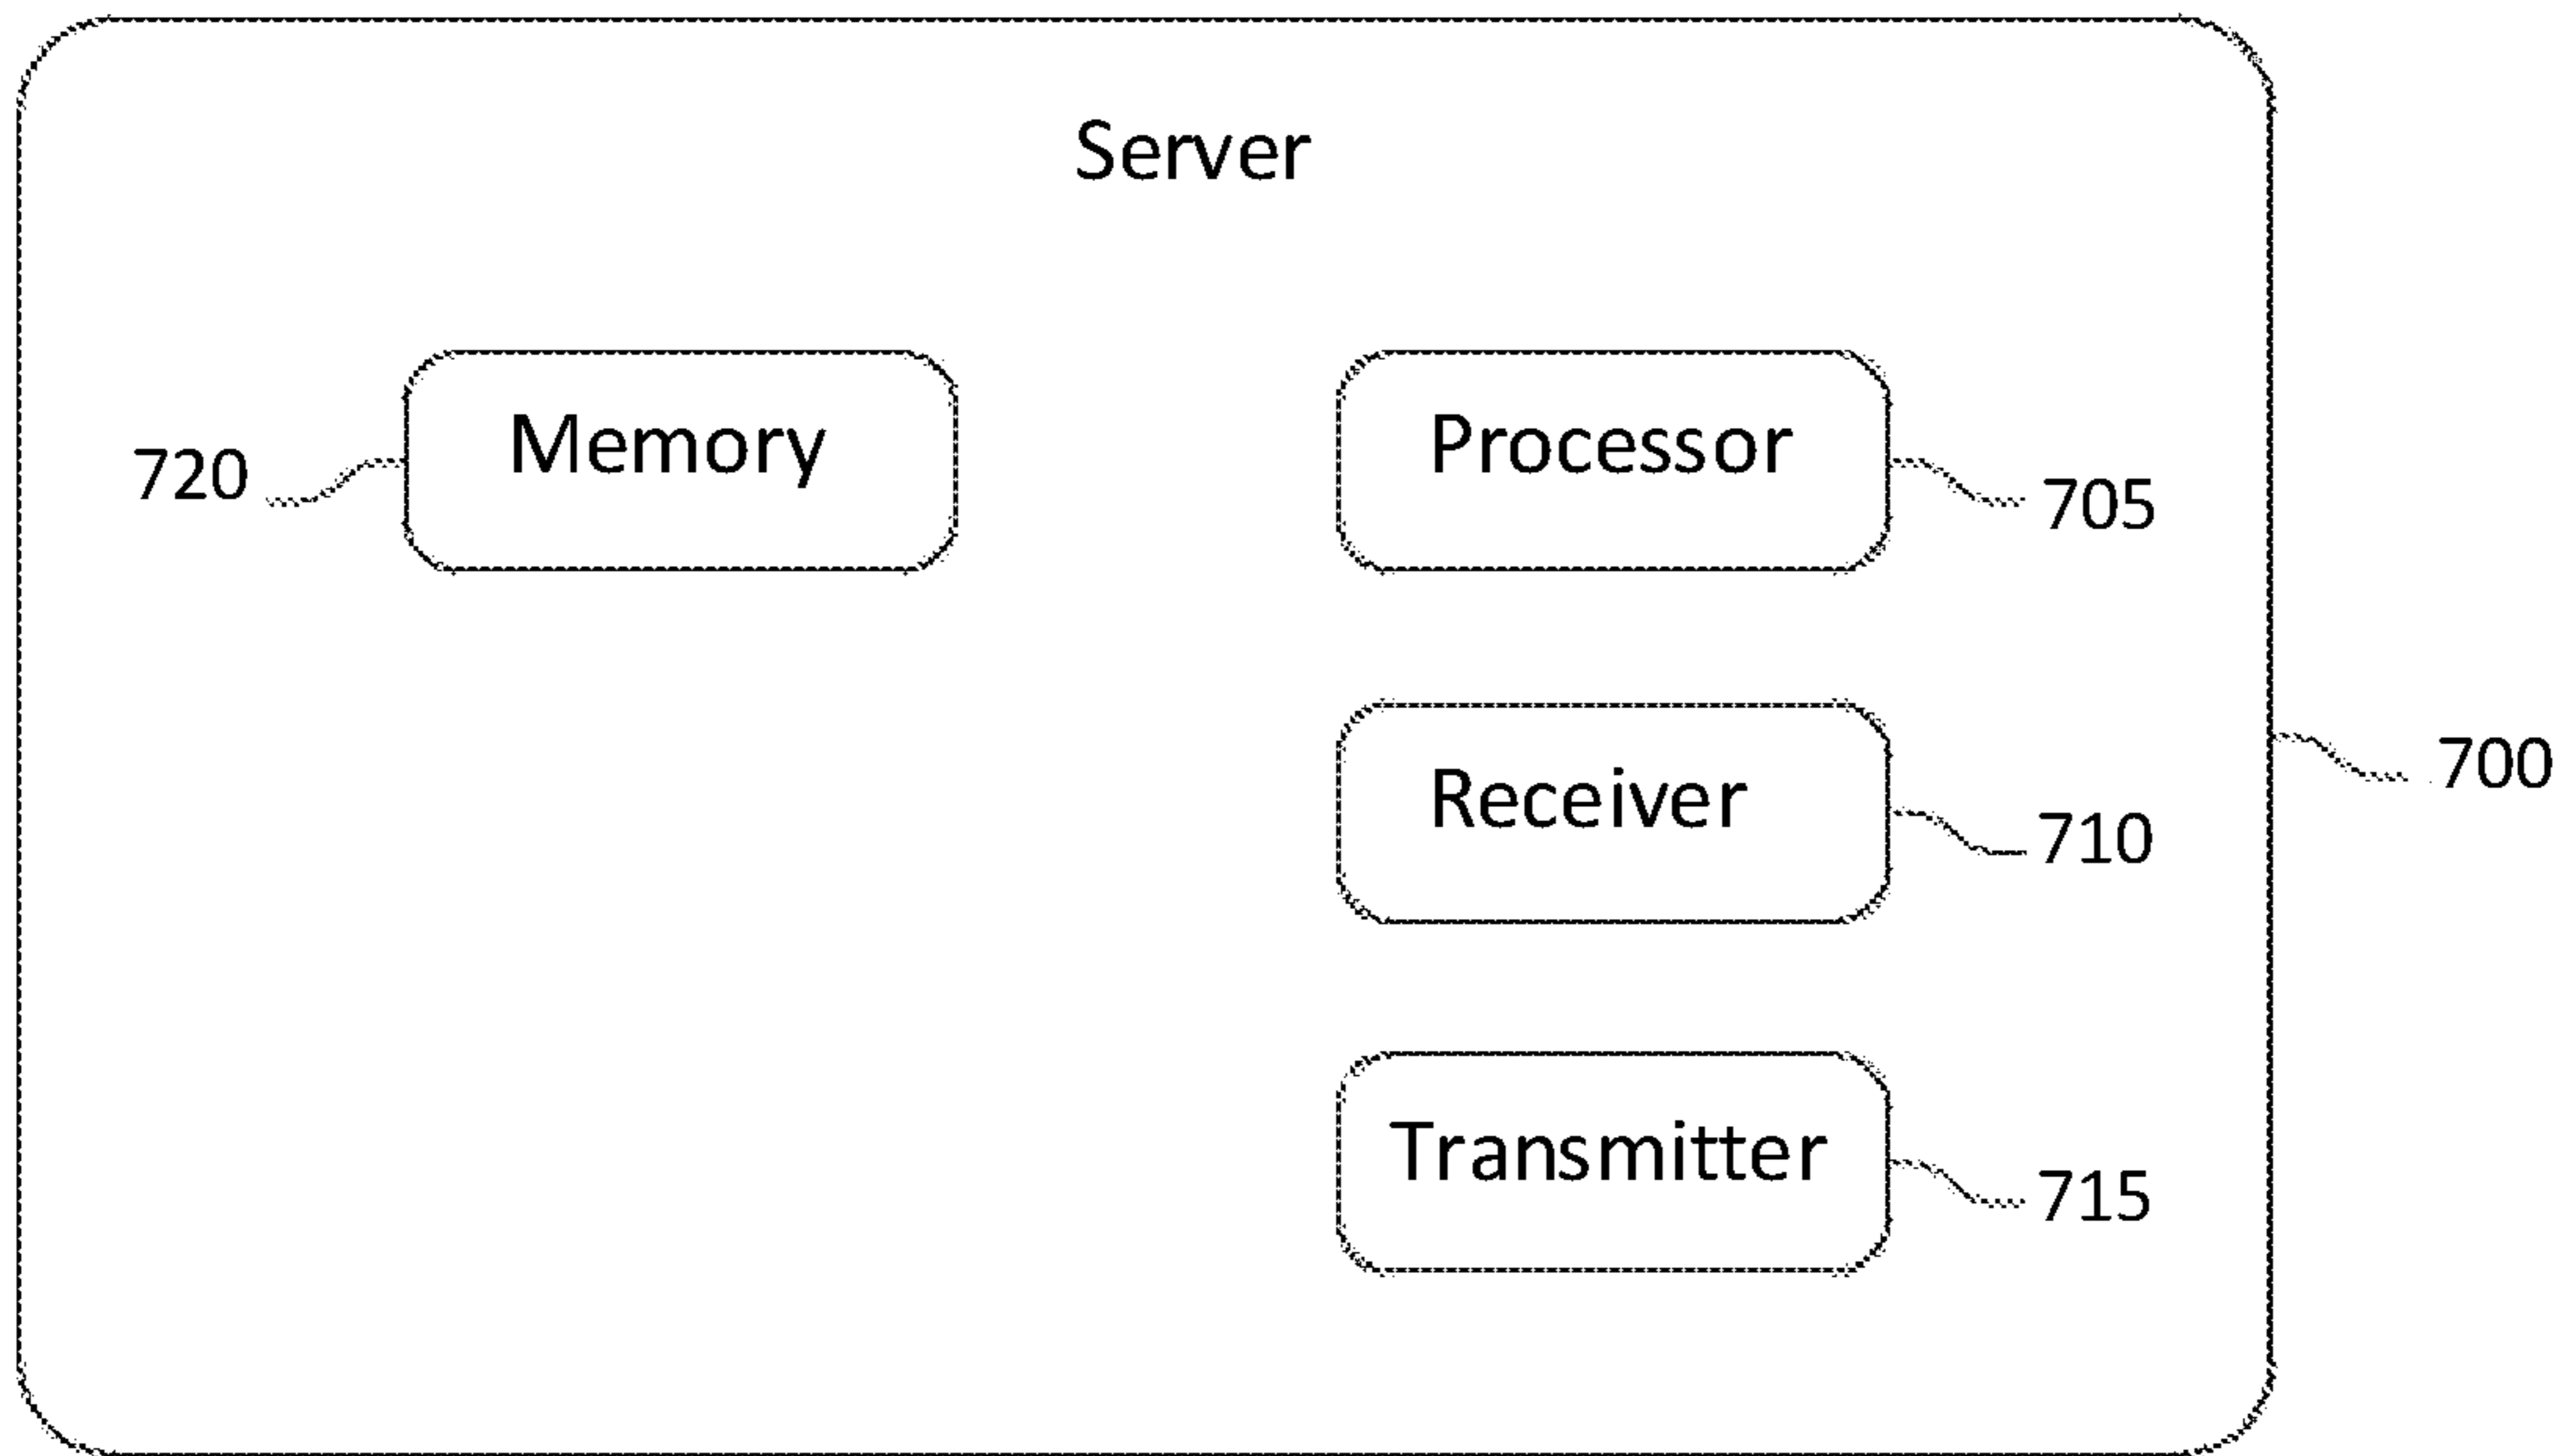 Server
720
Memory
Processor
705
Receiver
710
700
Transmitter
715